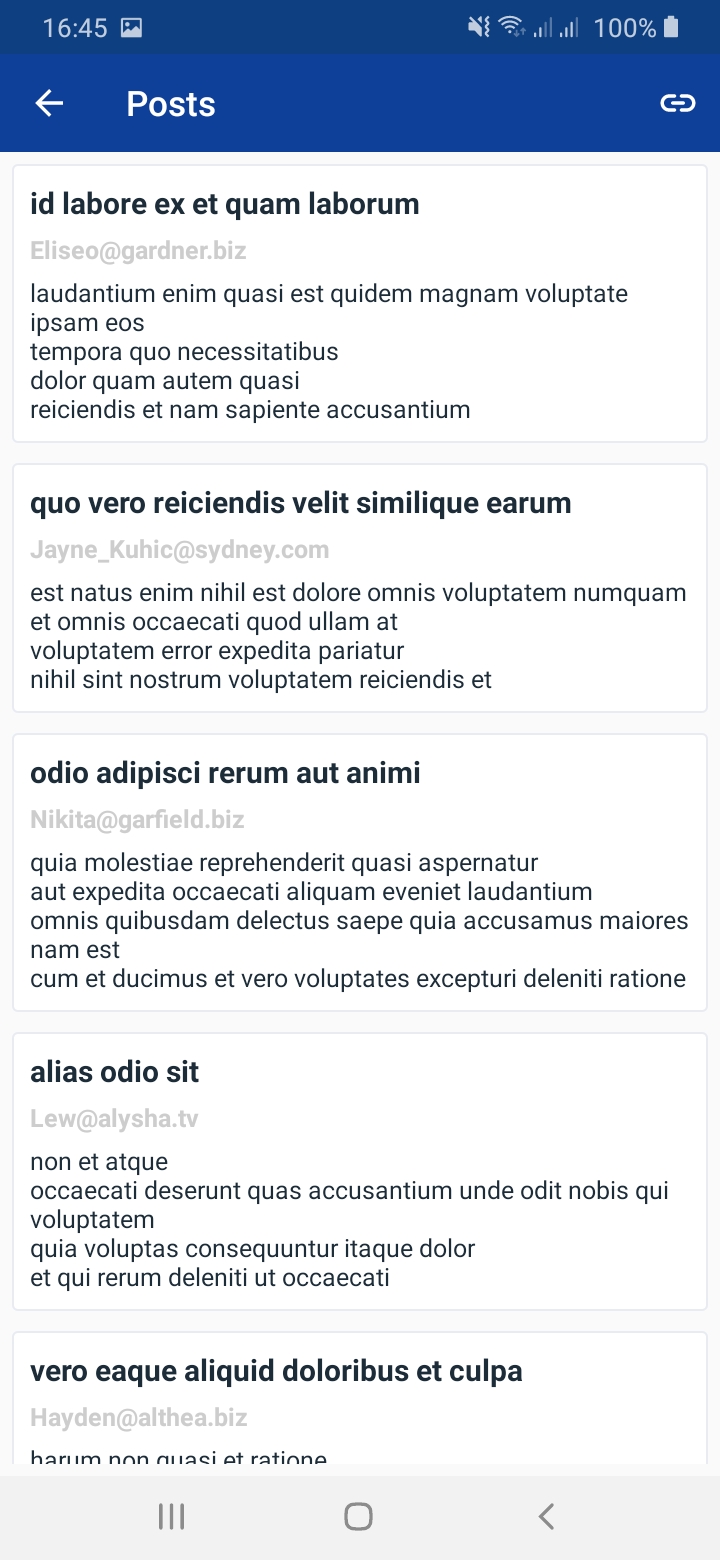 16:45
100%
Posts
id labore ex et quam laborum
Eliseo@gardner.biz
laudantium enim quasi est quidem magnam voluptate
ipsam eos
tempora quo necessitatibus
dolor quam autem quasi
reiciendis et nam sapiente accusantium
quo vero reiciendis velit similique earum
Jayne_Kuhic@sydney.com
est natus enim nihil est dolore omnis voluptatem numquam
et omnis occaecati quod ullam at
voluptatem error expedita pariatur
nihil sint nostrum voluptatem reiciendis et
odio adipisci rerum aut animi
Nikita@garfield.biz
quia molestiae reprehenderit quasi aspernatur
aut expedita occaecati aliquam eveniet laudantium
omnis quibusdam delectus saepe quia accusamus maiores
nam est
cum et ducimus et vero voluptates excepturi deleniti ratione
alias odio sit
Lew@alysha.tv
non et atque
occaecati deserunt quas accusantium unde odit nobis qui
voluptatem
quia voluptas consequuntur itaque dolor
et qui rerum deleniti ut occaecati
vero eaque aliquid doloribus et culpa
Hayden@althea.biz
harum non quasi et ratione